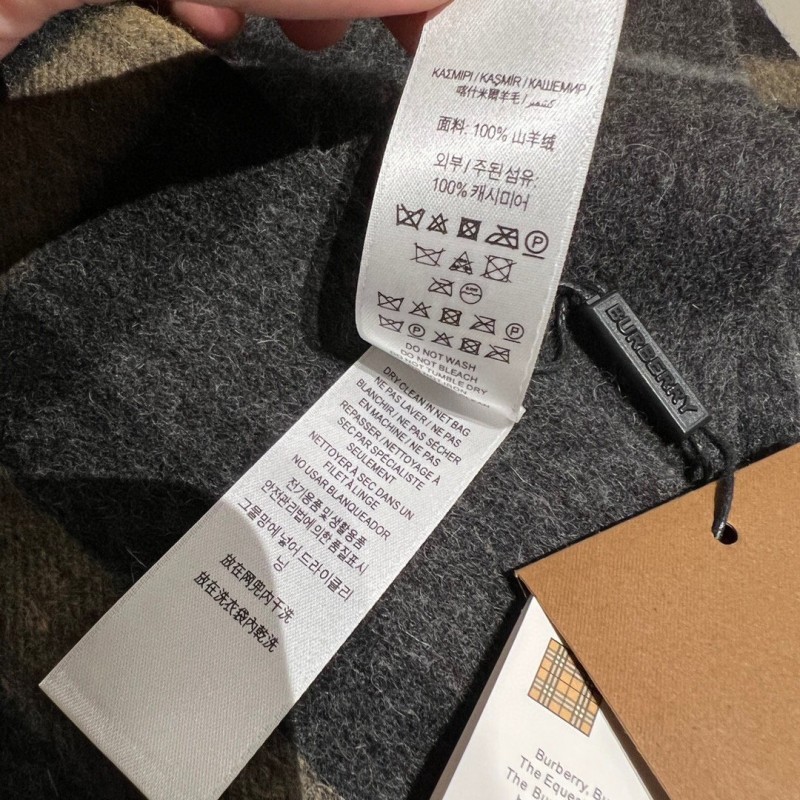 ΚΑΣΜΙΡΙ / KAŞMIR / КАШЕМИР /
喀什米爾羊毛 / كشمير
面料: 100% 山羊绒
외부 / 주된 섬유:
100% 캐시미어
P
P
P
DO NOT WASH
DO NOT BLEACH
DO NOT TUMBLE DRY
DRY CLEAN IN NET BAG
NE PAS LAVER / NE PAS
BLANCHIR / NE PAS SÉCHER
EN MACHINE / NE PAS
REPASSER / NETTOYAGE À
SEC PAR SPÉCIALISTE
SEULEMENT
NETTOYER À SEC DANS UN
FILET À LINGE
NO USAR BLANQUEADOR
전기용품 및 생활용품
안전관리법에 의한 품질표시
그물망에 넣어 드라이클리
닝
放在网兜内干洗
放在洗衣袋內乾洗
BURBERRY
Burberry,
The
The